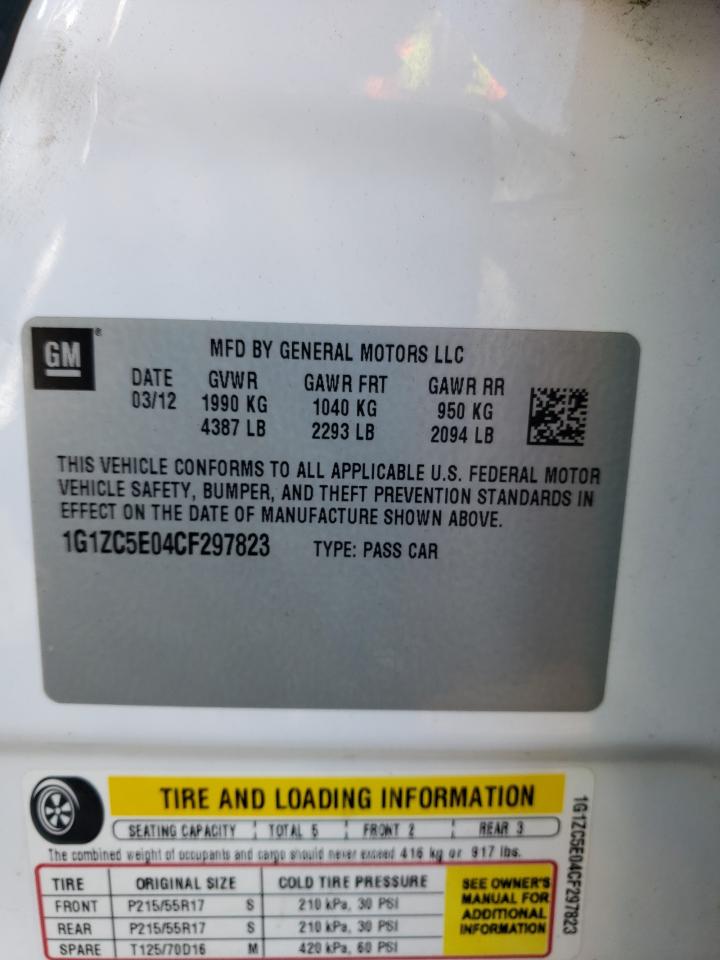 GM ®
MFD BY GENERAL MOTORS LLC
DATE GVWR GAWR FRT GAWR RR
03/12 1990 KG 1040 KG 950 KG
4387 LB 2293 LB 2094 LB
THIS VEHICLE CONFORMS TO ALL APPLICABLE U.S. FEDERAL MOTOR
VEHICLE SAFETY, BUMPER, AND THEFT PREVENTION STANDARDS IN
EFFECT ON THE DATE OF MANUFACTURE SHOWN ABOVE.
1G1ZC5E04CF297823 TYPE: PASS CAR
TIRE AND LOADING INFORMATION
SEATING CAPACITY TOTAL 5 FRONT 2 REAR 3
The combined weight of occupants and cargo should never exceed 416 kg or 917 lbs.
TIRE ORIGINAL SIZE COLD TIRE PRESSURE
FRONT P215/55R17 S 210 kPa, 30 PSI
REAR P215/55R17 S 210 kPa, 30 PSI
SPARE T125/70D16 M 420 kPa, 60 PSI
SEE OWNER'S
MANUAL FOR
ADDITIONAL
INFORMATION
1G1ZC5E04CF297823